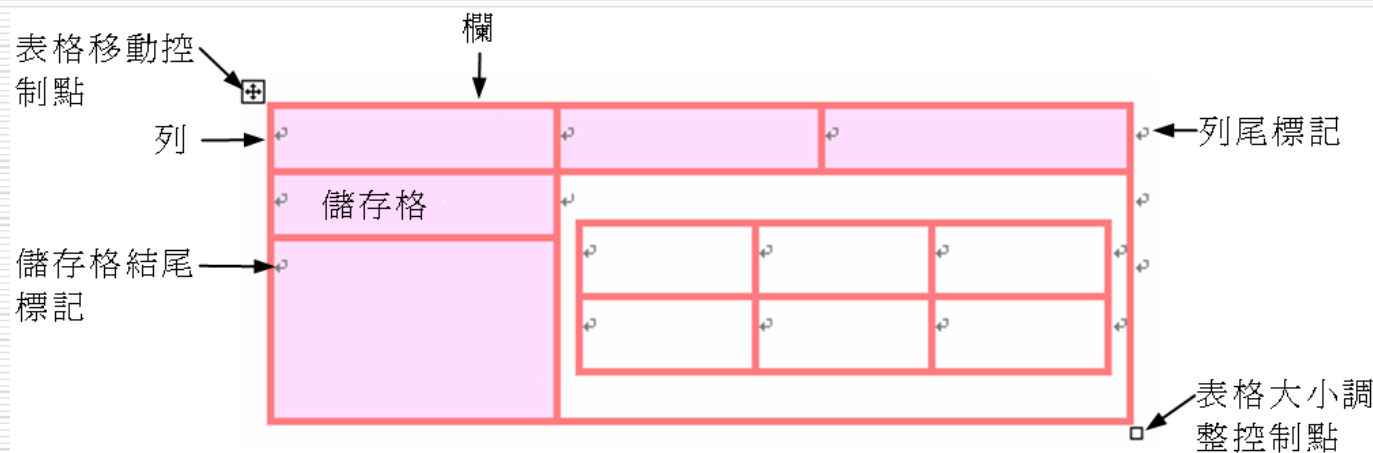 欄
表格移動控
制點
列
列尾標記
儲存格
儲存格結尾
標記
表格大小調
整控制點